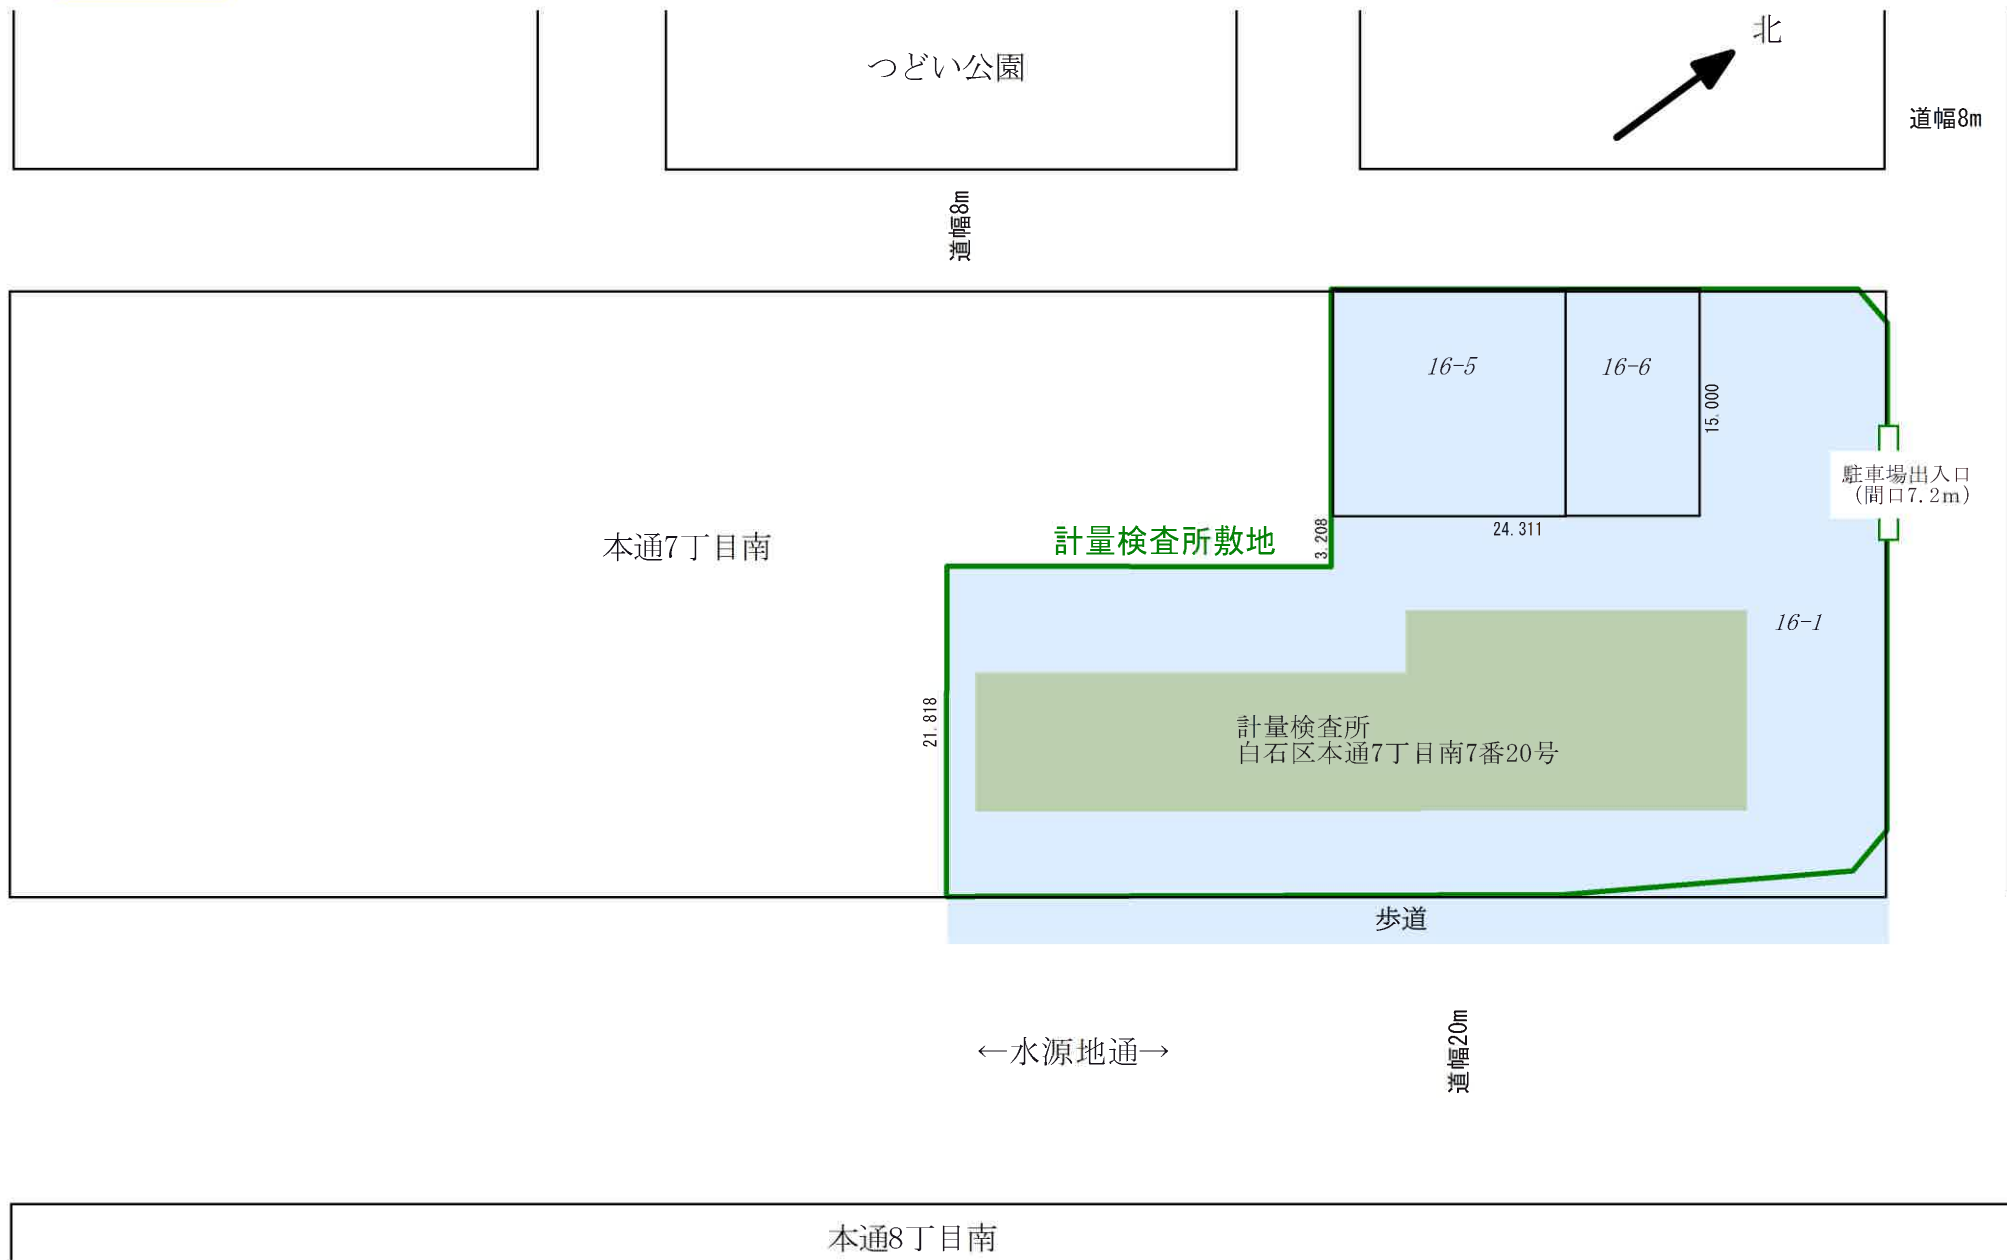 北
つどい公園
道幅8m
道幅8m
16-5
16-6
15.000
駐車場出入口
(間口7.2m)
24.311
3.208
計量検査所敷地
本通7丁目南
16-1
21.818
計量検査所
白石区本通7丁目南7番20号
歩道
←水源地通→
道幅20m
本通8丁目南